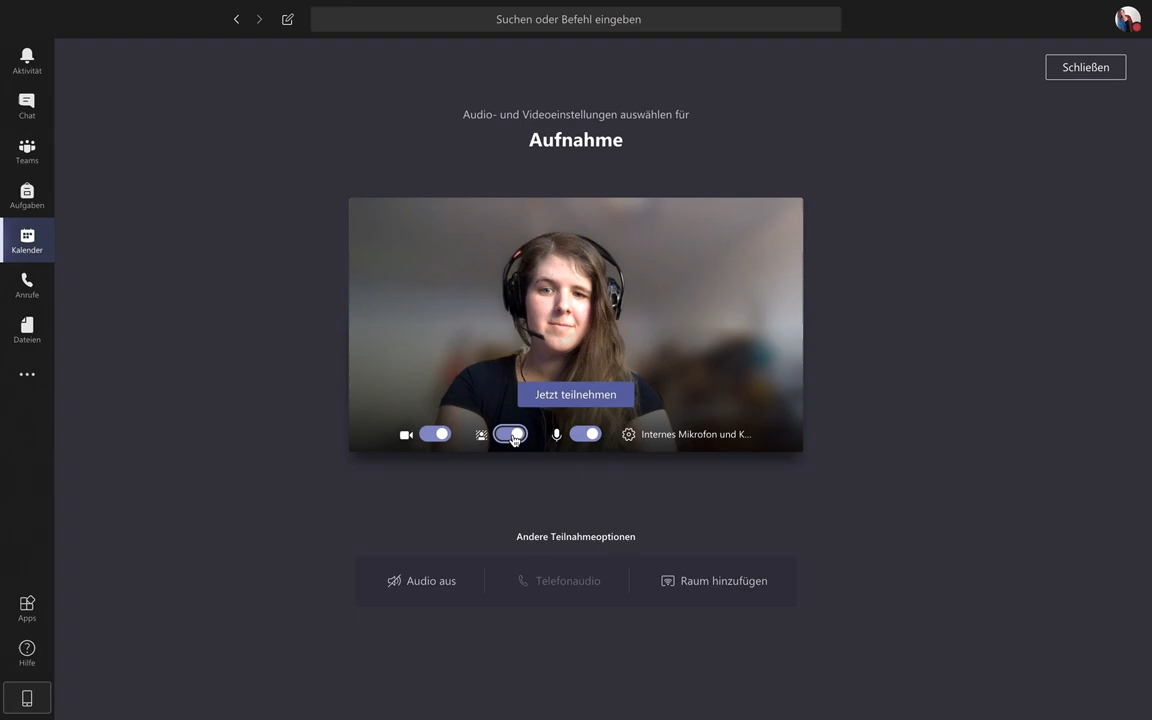 Suchen oder Befehl eingeben
Aktivität
Chat
Teams
Aufgaben
Kalender
Anrufe
Dateien
Apps
Hilfe
Schließen
Audio- und Videoeinstellungen auswählen für
Aufnahme
Jetzt teilnehmen
Internes Mikrofon und K...
Andere Teilnahmeoptionen
Audio aus
Telefonaudio
Raum hinzufügen